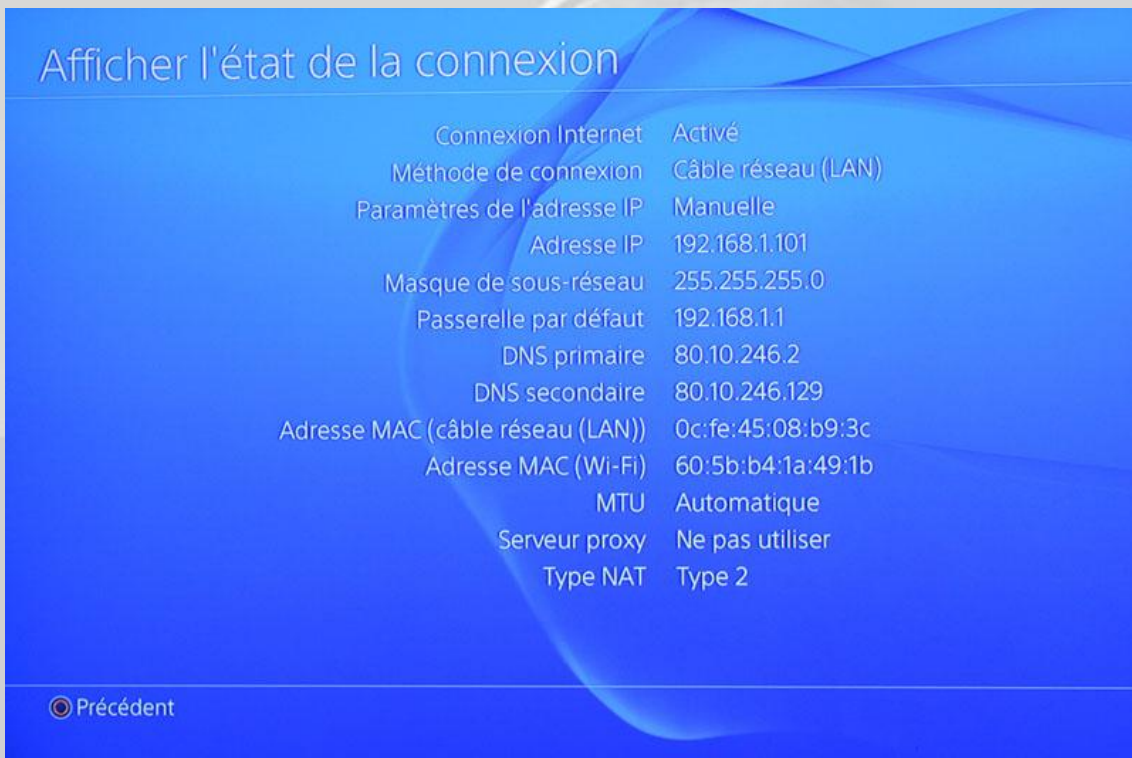 Afficher l'état de la connexion
Connexion Internet Activé
Méthode de connexion Câble réseau (LAN)
Paramètres de l'adresse IP Manuelle
Adresse IP 192.168.1.101
Masque de sous-réseau 255.255.255.0
Passerelle par défaut 192.168.1.1
DNS primaire 80.10.246.2
DNS secondaire 80.10.246.129
Adresse MAC (câble réseau (LAN)) 0c:fe:45:08:b9:3c
Adresse MAC (Wi-Fi) 60:5b:b4:1a:49:1b
MTU Automatique
Serveur proxy Ne pas utiliser
Type NAT Type 2
Précédent